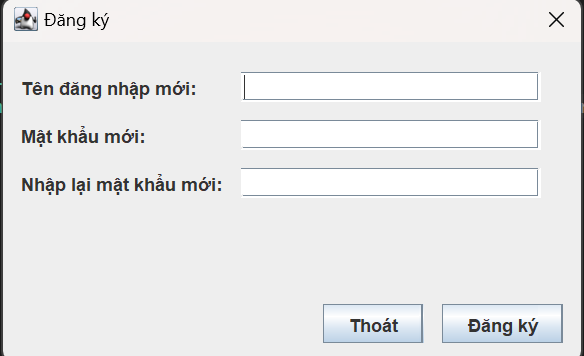 Đăng ký
Tên đăng nhập mới:
Mật khẩu mới:
Nhập lại mật khẩu mới:
Thoát Đăng ký